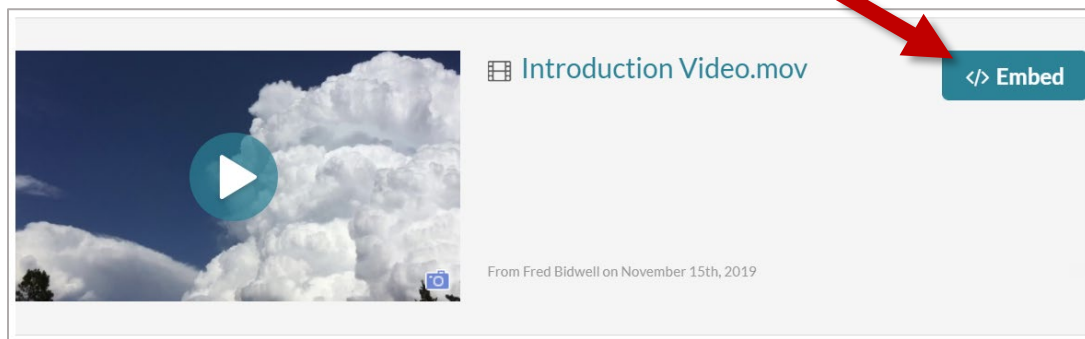 Introduction Video.mov
</> Embed
From Fred Bidwell on November 15th, 2019